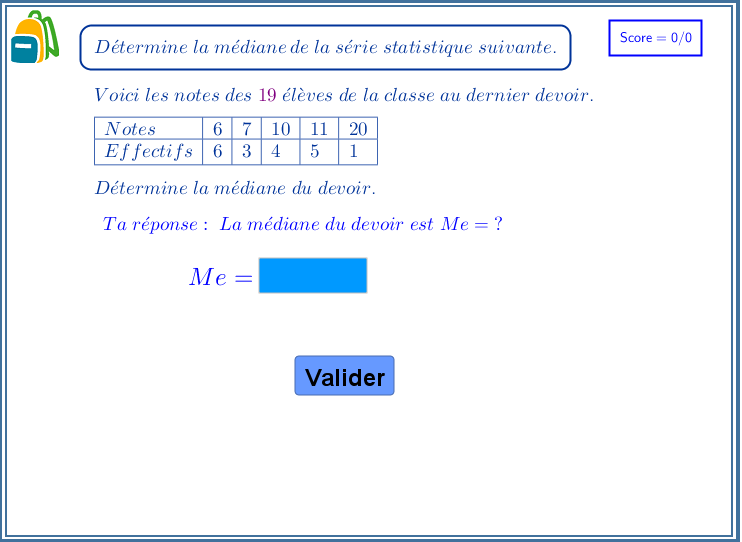 Détermine la médiane de la série statistique suivante.
Score = 0/0
Voici les notes des 19 élèves de la classe au dernier devoir.
Notes 6 7 10 11 20
Effectifs 6 3 4 5 1
Détermine la médiane du devoir.
Ta réponse : La médiane du devoir est Me = ?
Me =
Valider